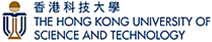 香港科技大學
THE HONG KONG UNIVERSITY OF
SCIENCE AND TECHNOLOGY